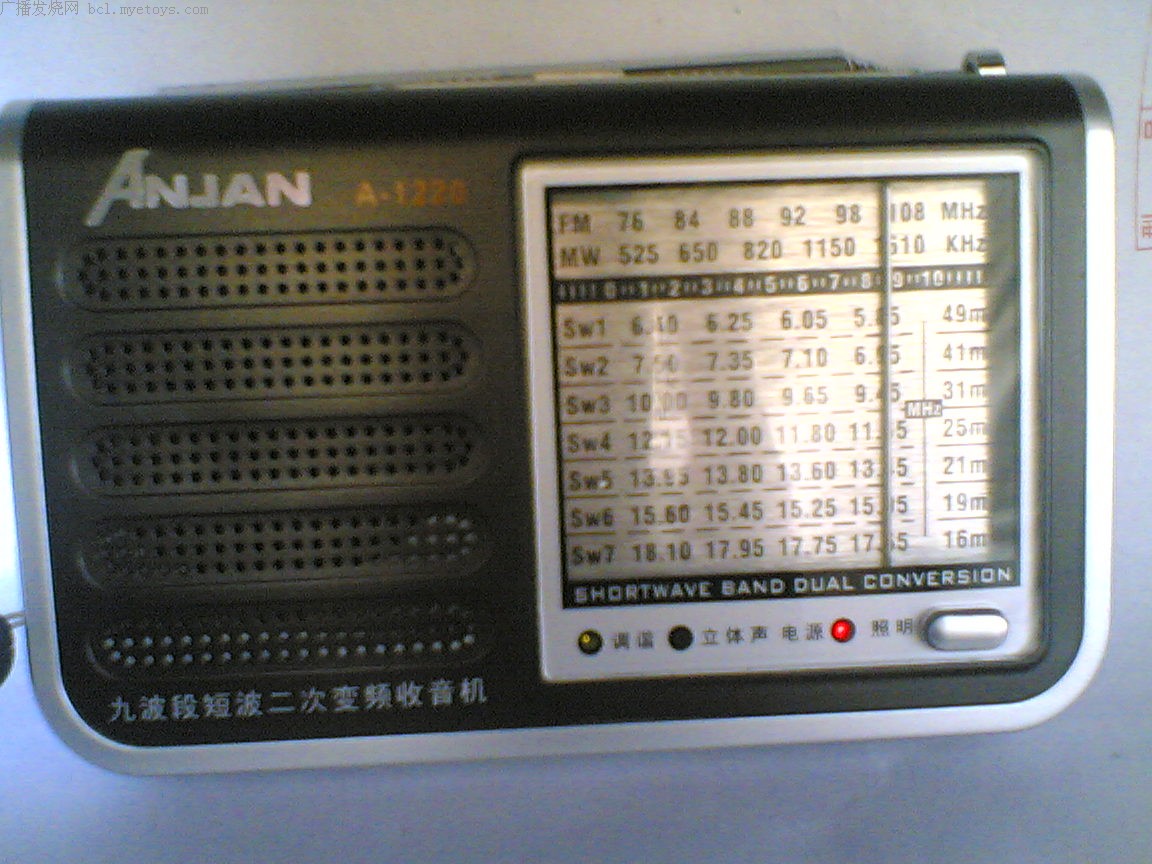 广播发烧网 bcl.myetoys.com
ANJAN A-1220
FM 76 84 88 92 98 108 MHz
MW 525 650 820 1150 1610 KHz
0 1 2 3 4 5 6 7 8 9 10
SW1 6.25 6.05 49m
SW2 7.35 7.10 41m
SW3 9.80 9.65 31m
MHz
SW4 12.00 11.80 25m
SW5 13.80 13.60 21m
SW6 15.60 15.45 15.25 19m
SW7 18.10 17.95 17.75 16m
SHORTWAVE BAND DUAL CONVERSION
调谐 立体声 电源 照明
九波段短波二次变频收音机